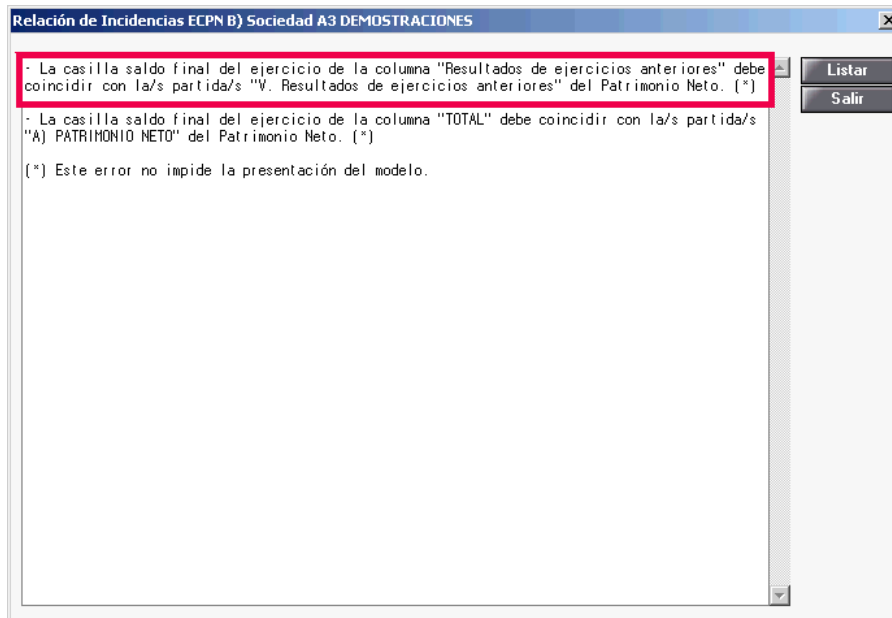 Relación de Incidencias ECPN B) Sociedad A3 DEMOSTRACIONES
- La casilla saldo final del ejercicio de la columna "Resultados de ejercicios anteriores" debe
coincidir con la/s partida/s "V. Resultados de ejercicios anteriores" del Patrimonio Neto. (*)
- La casilla saldo final del ejercicio de la columna "TOTAL" debe coincidir con la/s partida/s
"A) PATRIMONIO NETO" del Patrimonio Neto. (*)
(*) Este error no impide la presentación del modelo.
Listar
Salir